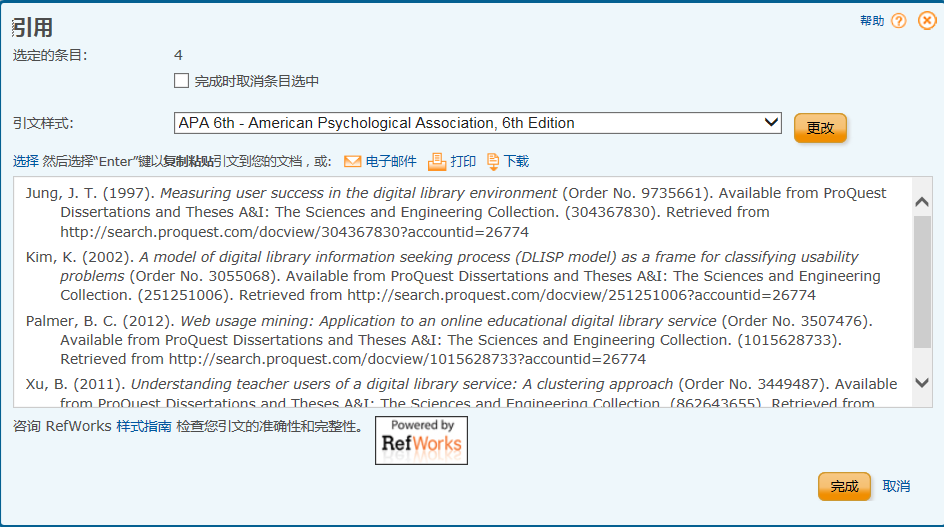 引用
帮助
选定的条目: 4
完成时取消条目选中
引文样式: APA 6th - American Psychological Association, 6th Edition 更改
选择 然后选择“Enter”键以复制粘贴引文到您的文档，或: 电子邮件 打印 下载
Jung, J. T. (1997). Measuring user success in the digital library environment (Order No. 9735661). Available from ProQuest
Dissertations and Theses A&I: The Sciences and Engineering Collection. (304367830). Retrieved from
http://search.proquest.com/docview/304367830?accountid=26774
Kim, K. (2002). A model of digital library information seeking process (DLISP model) as a frame for classifying usability
problems (Order No. 3055068). Available from ProQuest Dissertations and Theses A&I: The Sciences and Engineering
Collection. (251251006). Retrieved from http://search.proquest.com/docview/251251006?accountid=26774
Palmer, B. C. (2012). Web usage mining: Application to an online educational digital library service (Order No. 3507476).
Available from ProQuest Dissertations and Theses A&I: The Sciences and Engineering Collection. (1015628733).
Retrieved from http://search.proquest.com/docview/1015628733?accountid=26774
Xu, B. (2011). Understanding teacher users of a digital library service: A clustering approach (Order No. 3449487). Available
from ProQuest Dissertations and Theses A&I: The Sciences and Engineering Collection. (862643655). Retrieved from
咨询 RefWorks 样式指南 检查您引文的准确性和完整性。
Powered by
RefWorks
完成 取消